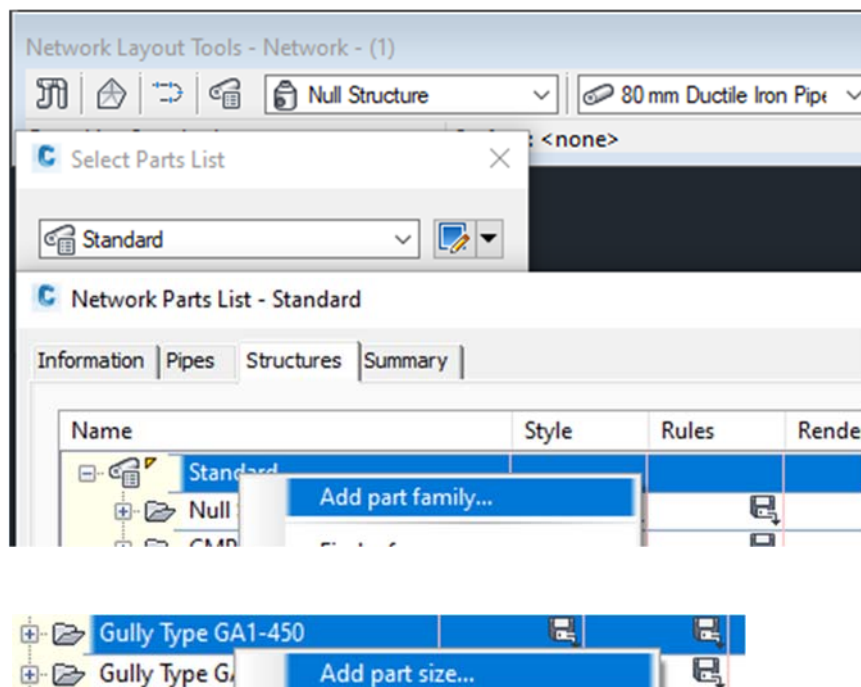 Network Layout Tools - Network - (1)
Null Structure
80 mm Ductile Iron Pipe
: <none>
Select Parts List
Standard
Network Parts List - Standard
Information Pipes Structures Summary
Name Style Rules Rende
Standard
Add part family...
Null
Gully Type GA1-450
Gully Type G
Add part size...